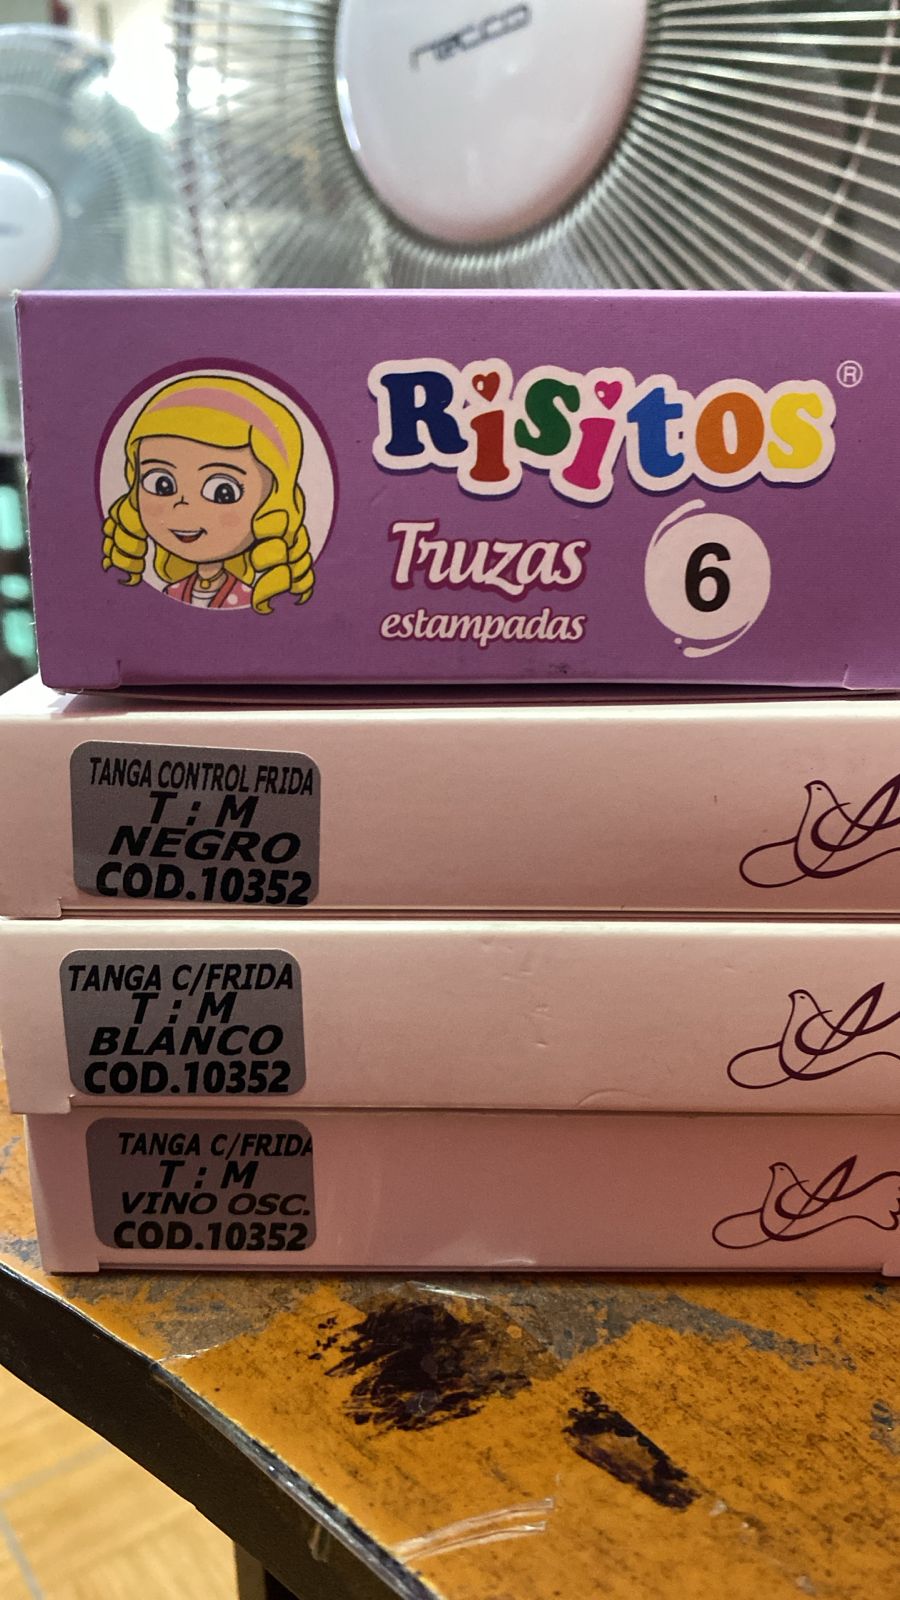 recco
Risitos®
Truzas
estampadas
6
TANGA CONTROL FRIDA
T : M
NEGRO
COD.10352
TANGA C/FRIDA
T : M
BLANCO
COD.10352
TANGA C/FRIDA
T : M
VINO OSC.
COD.10352